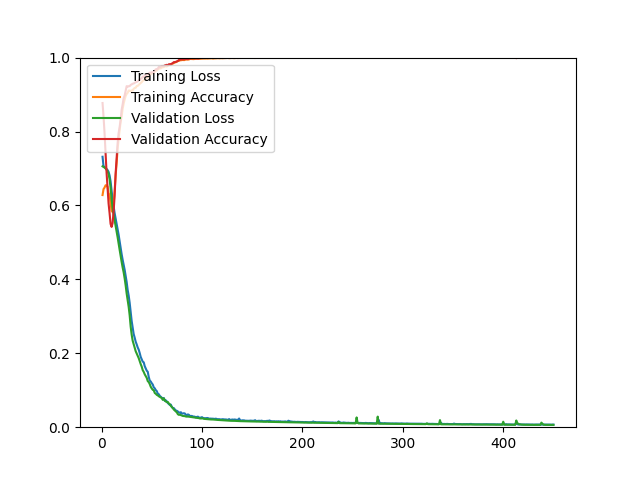 1.0
0.8
0.6
0.4
0.2
0.0
Training Loss
Training Accuracy
Validation Loss
Validation Accuracy
0 100 200 300 400